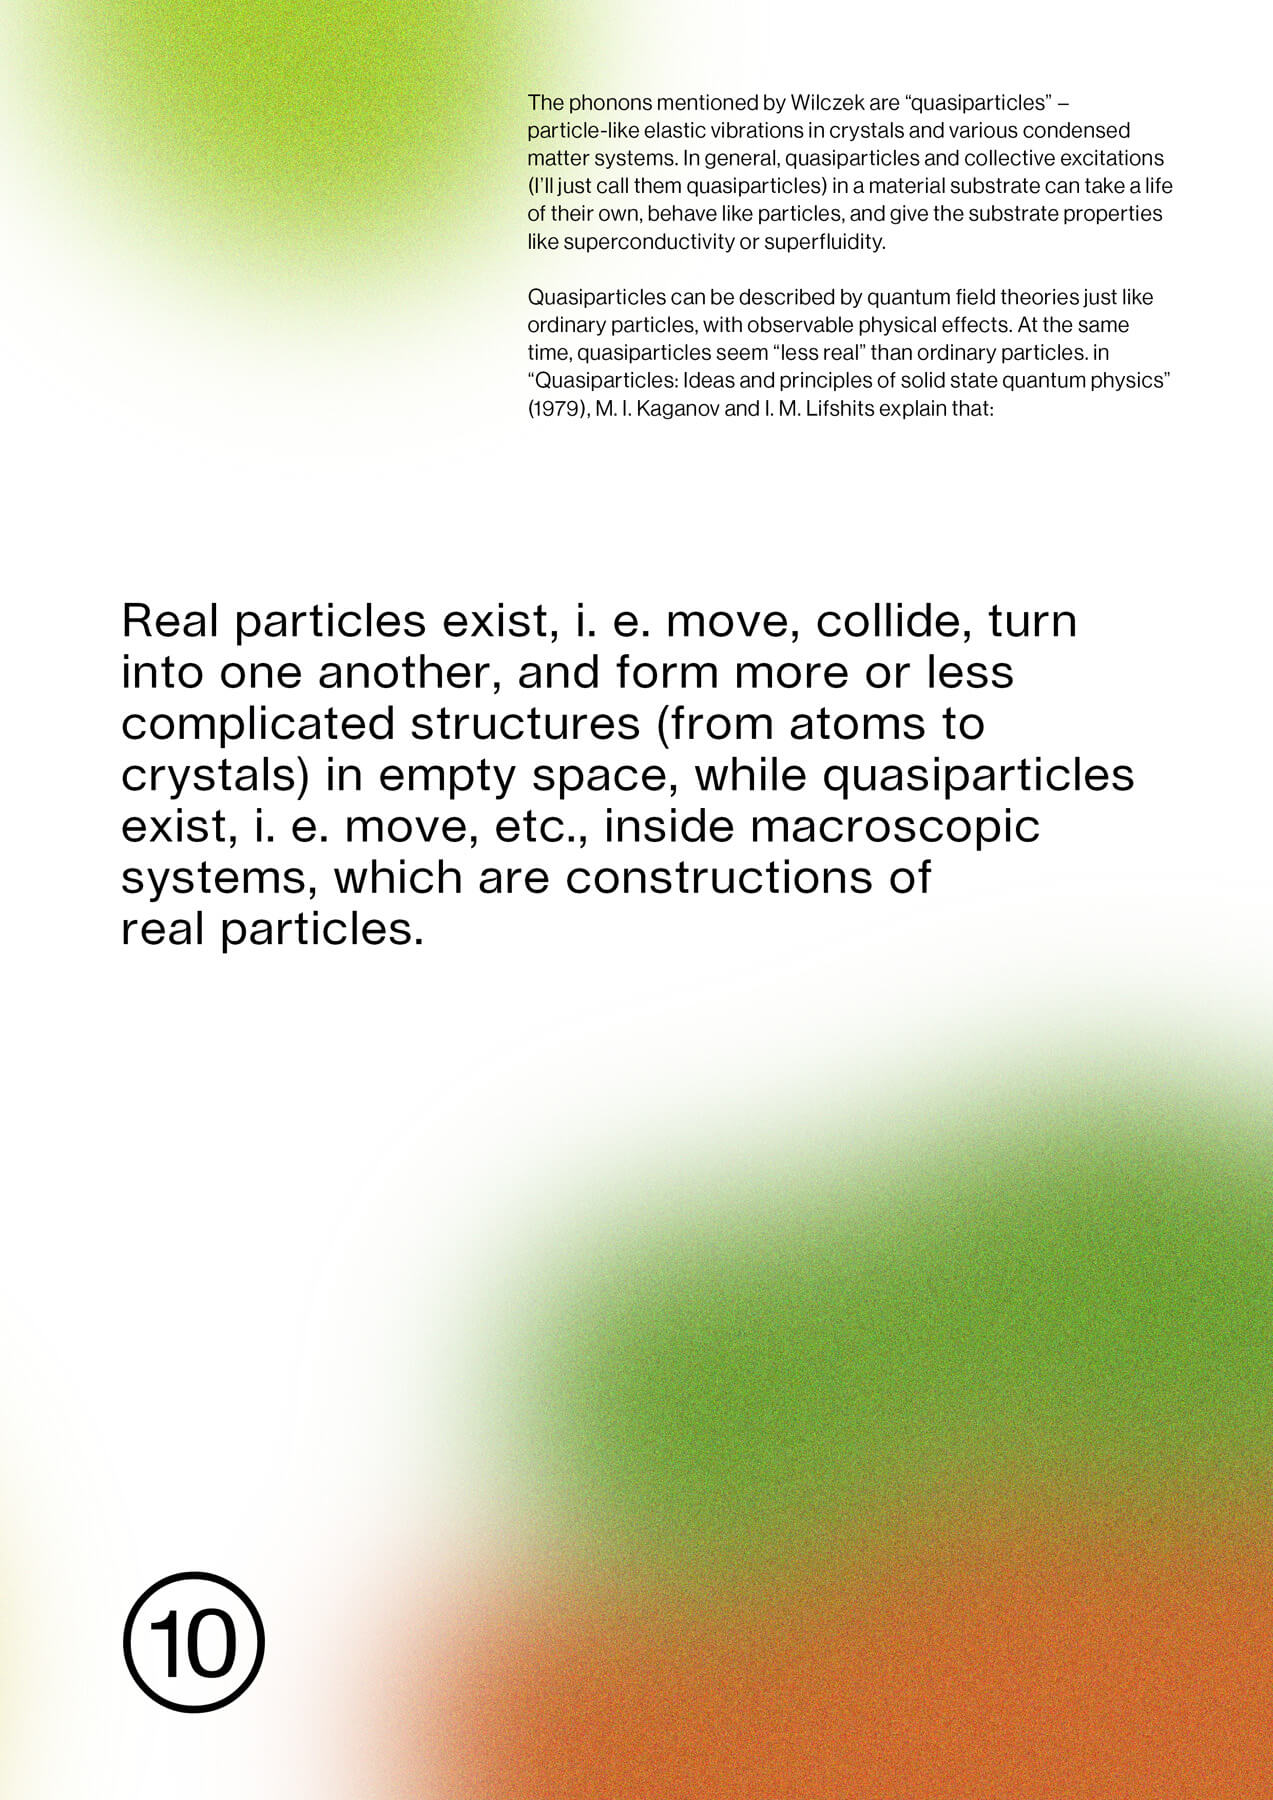 The phonons mentioned by Wilczek are “quasiparticles” –
particle-like elastic vibrations in crystals and various condensed
matter systems. In general, quasiparticles and collective excitations
(I’ll just call them quasiparticles) in a material substrate can take a life
of their own, behave like particles, and give the substrate properties
like superconductivity or superfluidity.
Quasiparticles can be described by quantum field theories just like
ordinary particles, with observable physical effects. At the same
time, quasiparticles seem “less real” than ordinary particles. in
“Quasiparticles: Ideas and principles of solid state quantum physics”
(1979), M. I. Kaganov and I. M. Lifshits explain that:
Real particles exist, i. e. move, collide, turn
into one another, and form more or less
complicated structures (from atoms to
crystals) in empty space, while quasiparticles
exist, i. e. move, etc., inside macroscopic
systems, which are constructions of
real particles.
10